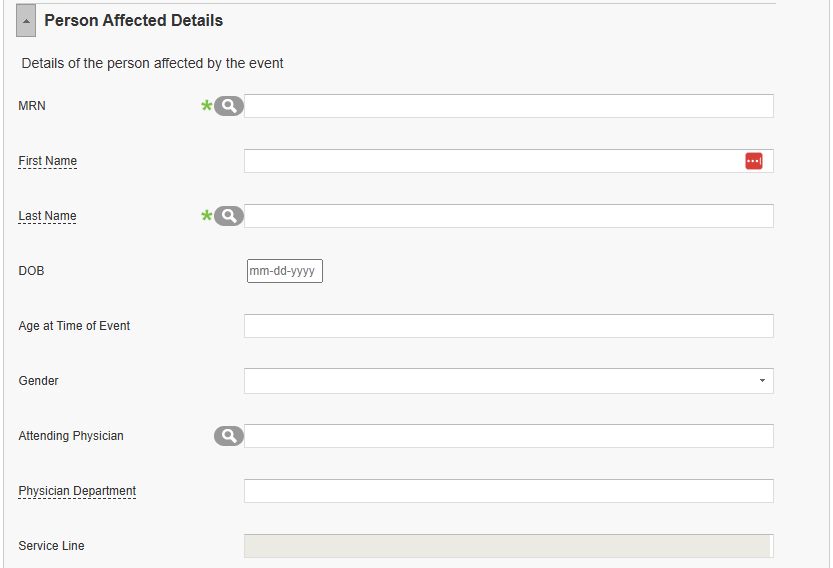 Person Affected Details
Details of the person affected by the event
MRN
First Name
Last Name
DOB mm-dd-yyyy
Age at Time of Event
Gender
Attending Physician
Physician Department
Service Line